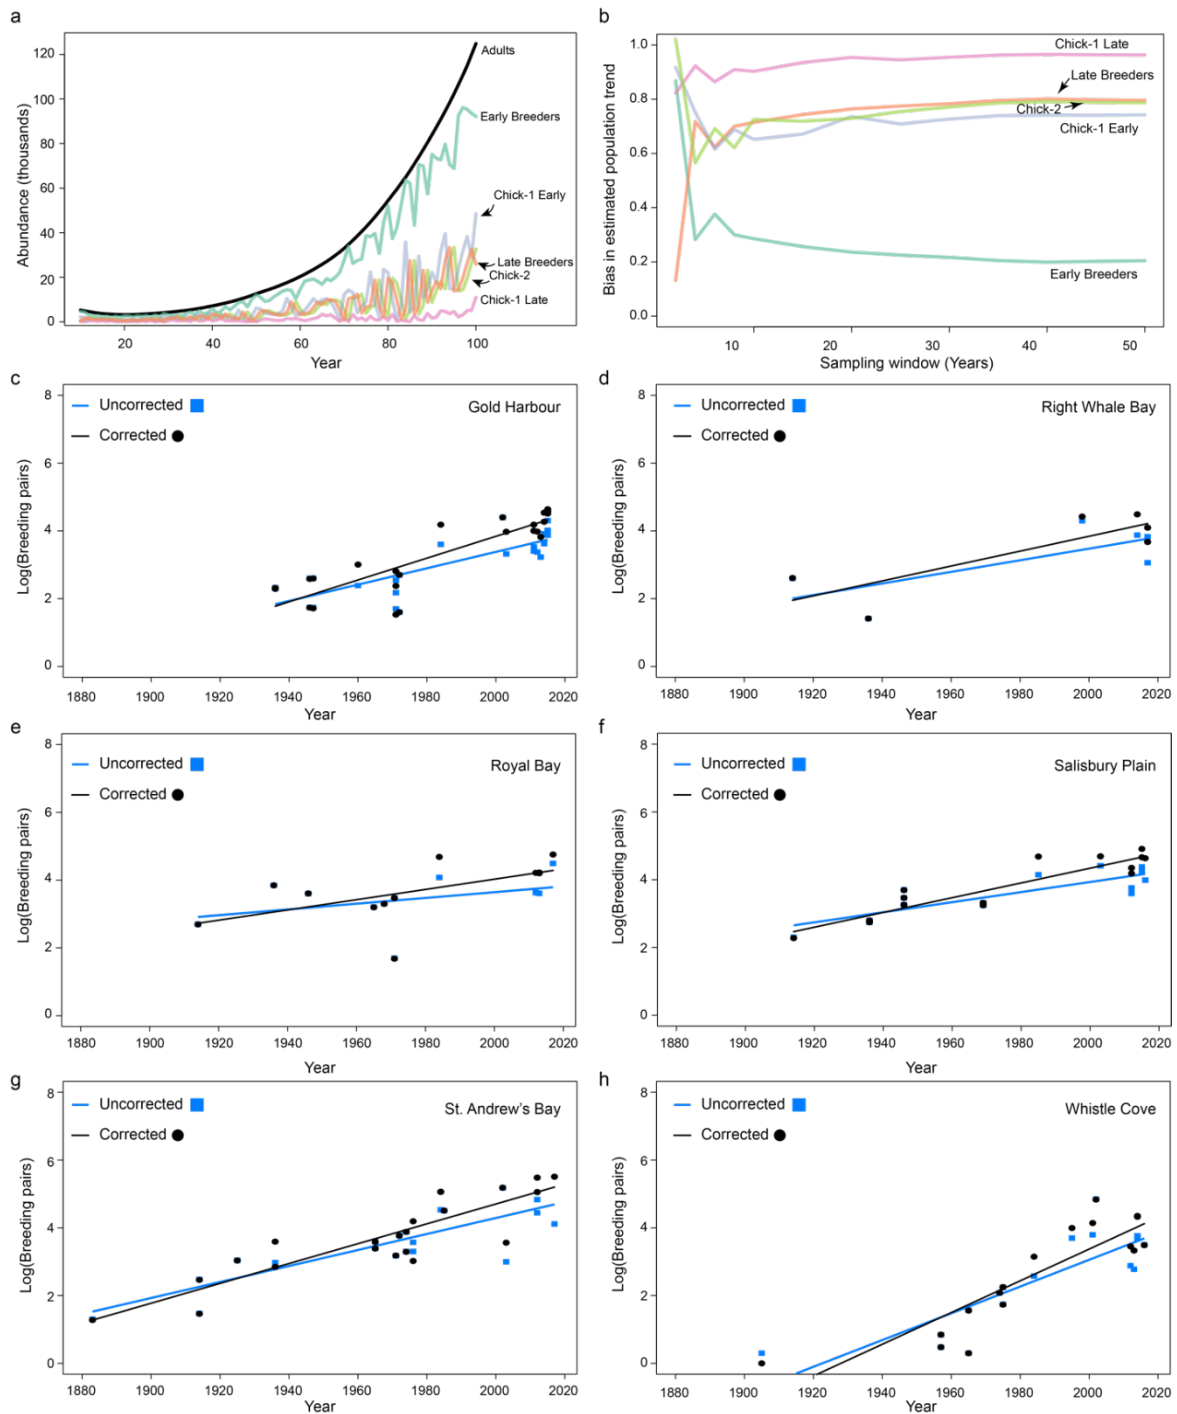 a
Abundance (thousands)
120
100
80
60
40
20
0
Adults
Early Breeders
Chick-1 Early
Late Breeders
Chick-2
Chick-1 Late
20
40
60
80
100
Year
b
Bias in estimated population trend
1.0
0.8
0.6
0.4
0.2
0.0
Chick-1 Late
Late Breeders
Chick-2
Chick-1 Early
Early Breeders
10
20
30
40
50
Sampling window (Years)
c
Log(Breeding pairs)
8
6
4
2
0
Uncorrected
Corrected
Gold Harbour
1880 1900 1920 1940 1960 1980 2000 2020
Year
d
Log(Breeding pairs)
8
6
4
2
0
Uncorrected
Corrected
Right Whale Bay
1880 1900 1920 1940 1960 1980 2000 2020
Year
e
Log(Breeding pairs)
8
6
4
2
0
Uncorrected
Corrected
Royal Bay
1880 1900 1920 1940 1960 1980 2000 2020
Year
f
Log(Breeding pairs)
8
6
4
2
0
Uncorrected
Corrected
Salisbury Plain
1880 1900 1920 1940 1960 1980 2000 2020
Year
g
Log(Breeding pairs)
8
6
4
2
0
Uncorrected
Corrected
St. Andrew's Bay
1880 1900 1920 1940 1960 1980 2000 2020
Year
h
Log(Breeding pairs)
8
6
4
2
0
Uncorrected
Corrected
Whistle Cove
1880 1900 1920 1940 1960 1980 2000 2020
Year